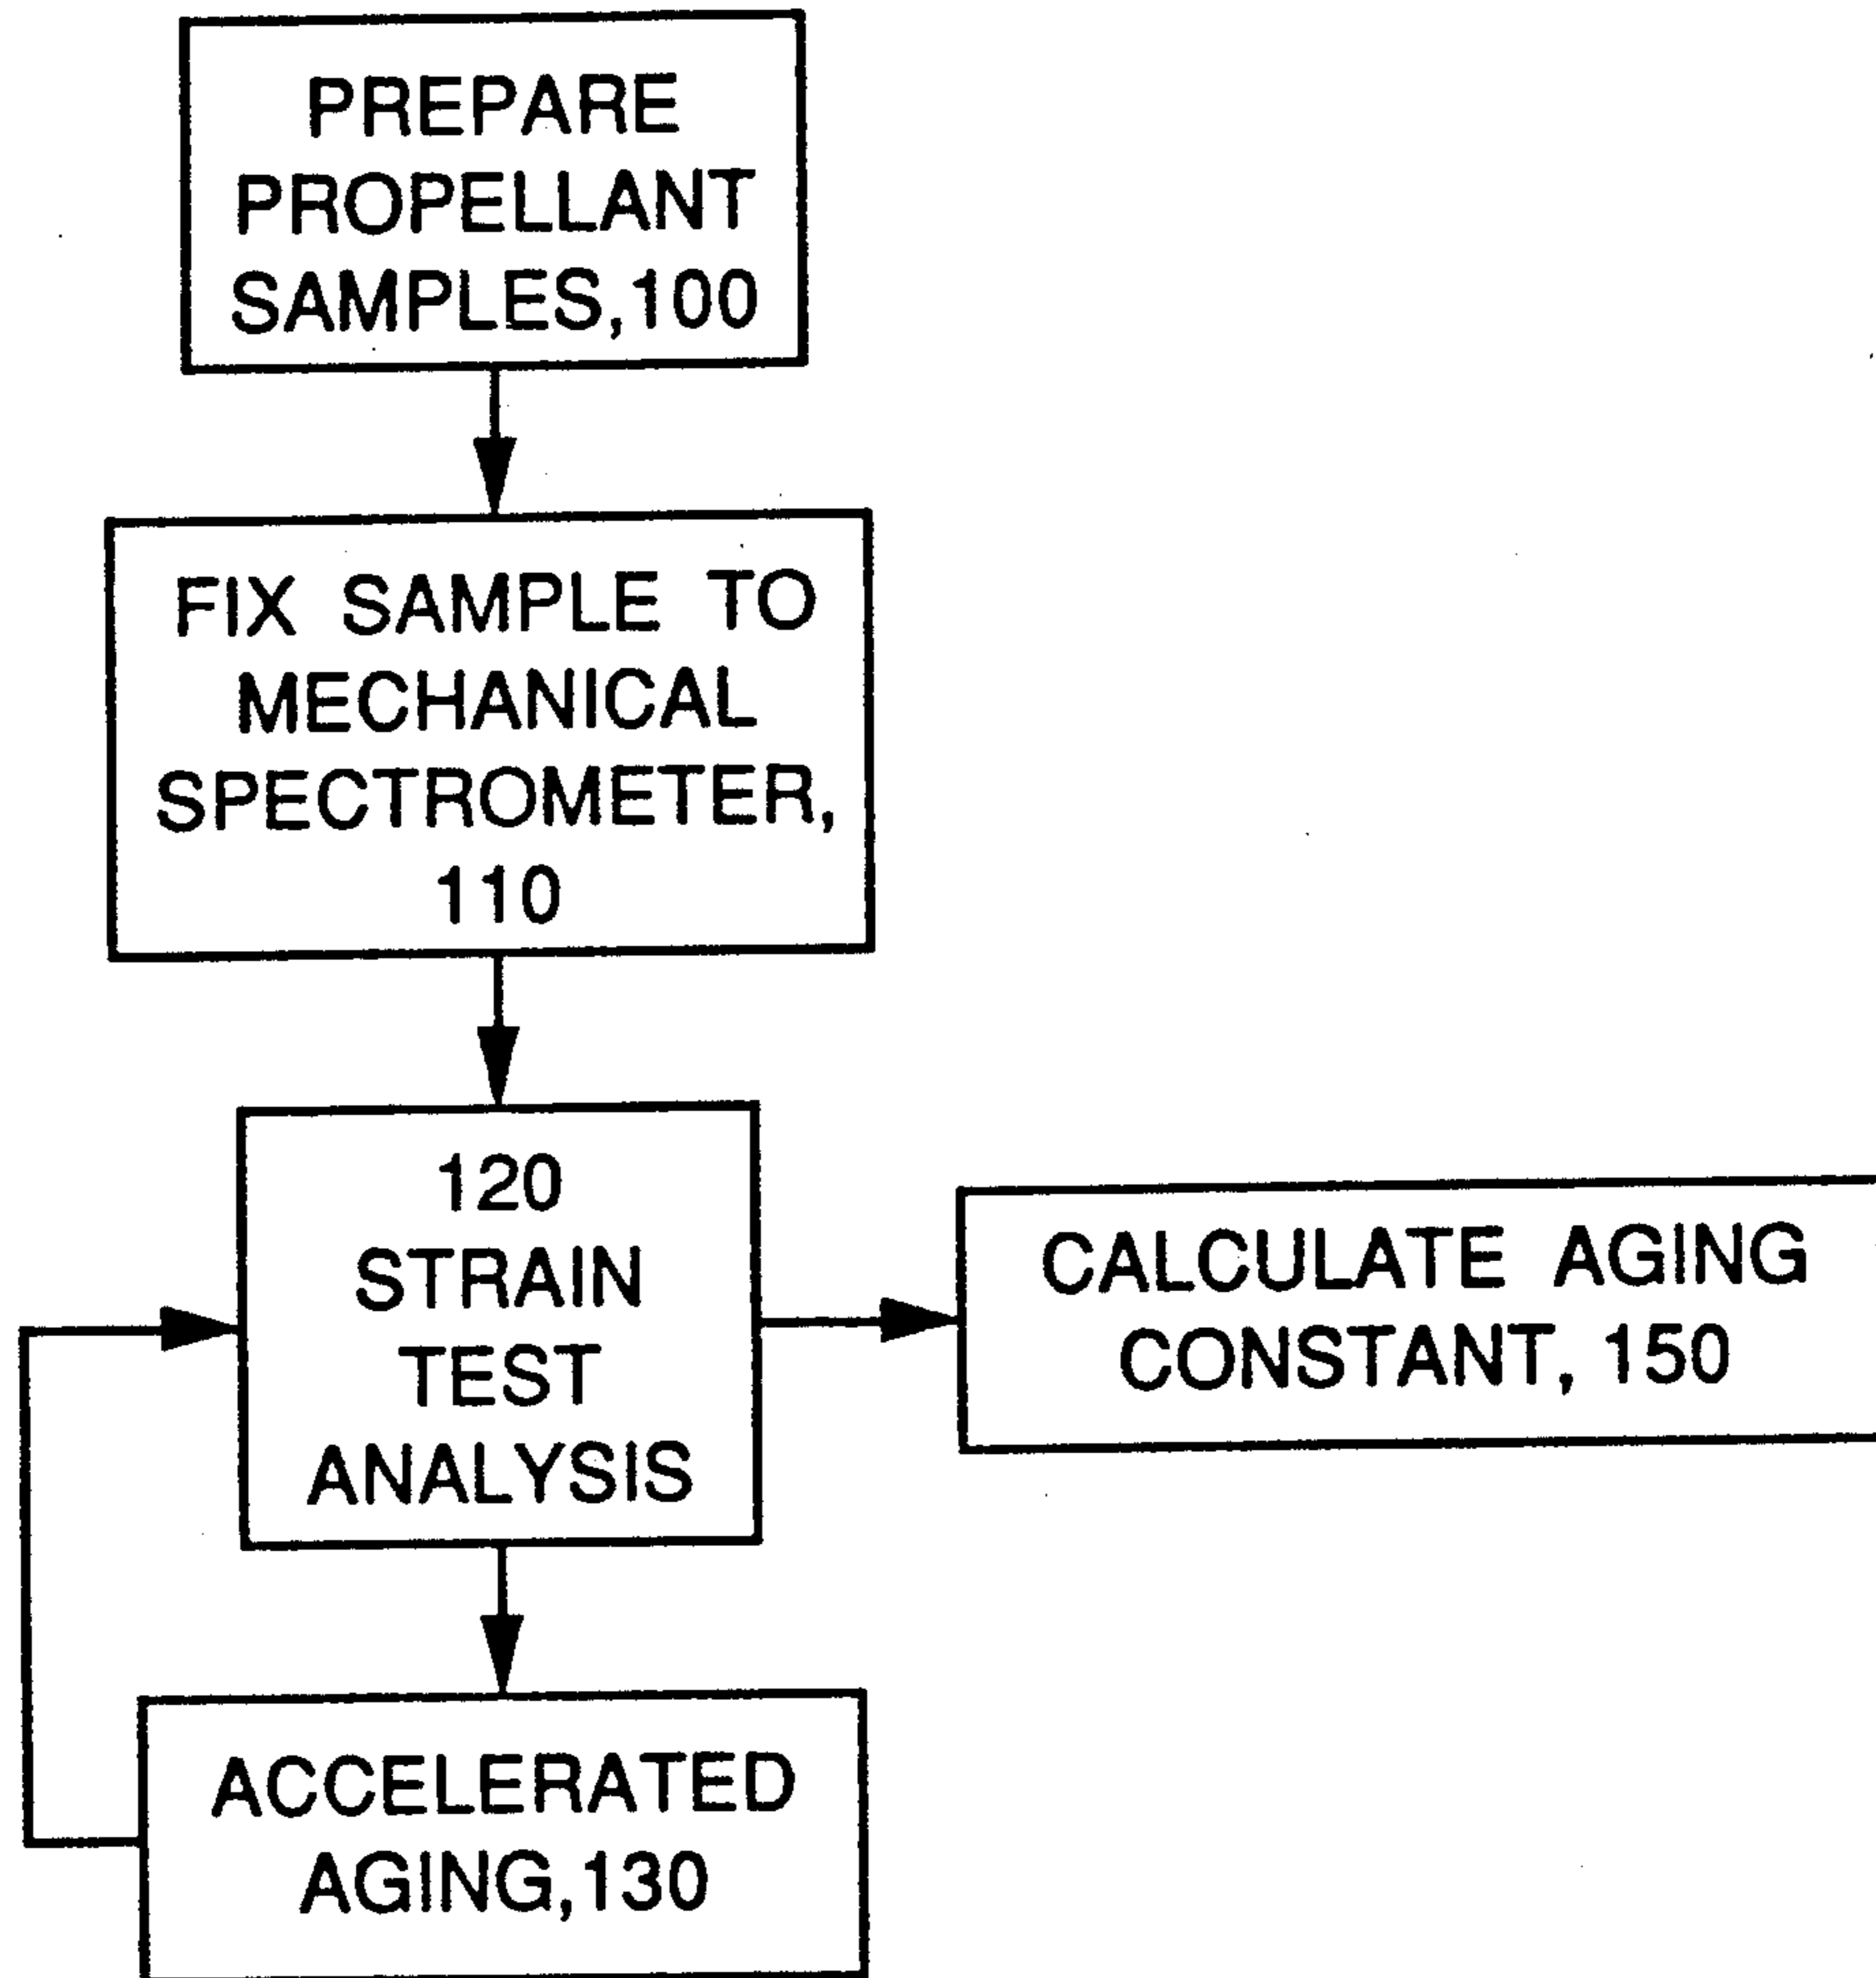 PREPARE
PROPELLANT
SAMPLES,100
FIX SAMPLE TO
MECHANICAL
SPECTROMETER,
110
120
STRAIN
TEST
ANALYSIS
CALCULATE AGING
CONSTANT, 150
ACCELERATED
AGING,130